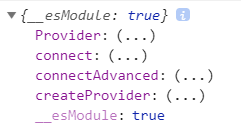 ▼{__esModule: true} i
Provider: (...)
connect: (...)
connectAdvanced: (...)
createProvider: (...)
__esModule: true